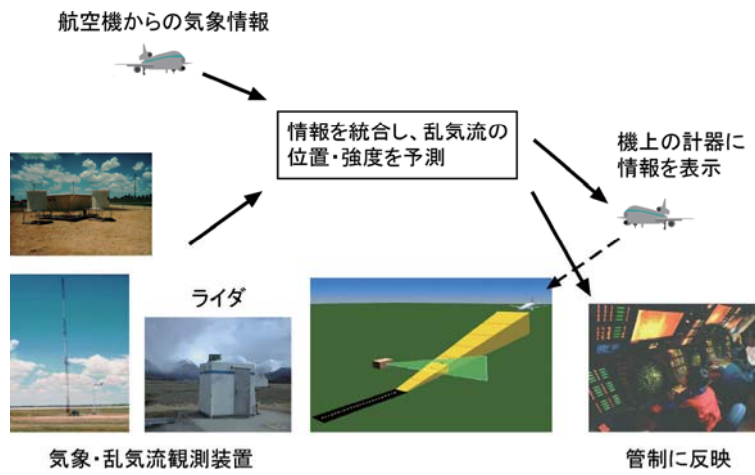 航空機からの気象情報
情報を統合し、乱気流の
位置・強度を予測
機上の計器に
情報を表示
ライダ
気象・乱気流観測装置
管制に反映